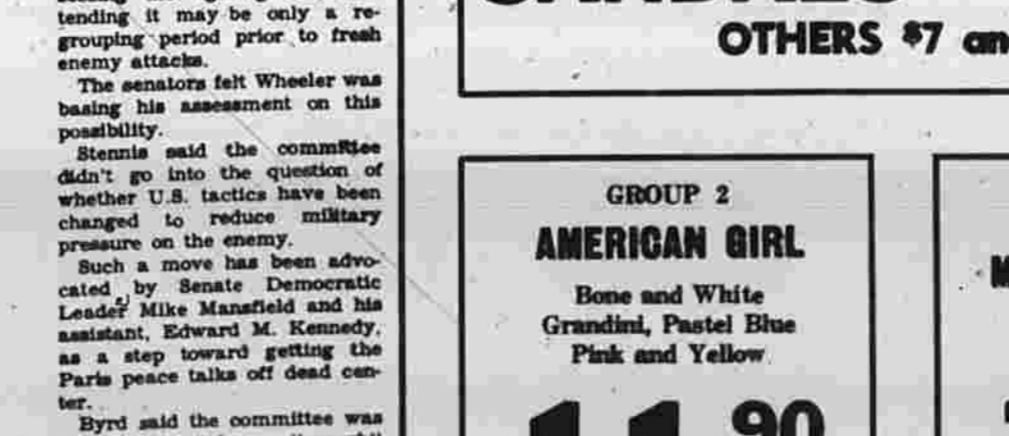 tending it may be only a re-
grouping period prior to fresh
enemy attacks.
The senators felt Wheeler was
basing his assessment on this
possibility.
Stennis said the committee
didn't go into the question of
whether U.S. tactics have been
changed to reduce military
pressure on the enemy.
Such a move has been advo-
cated by Senate Democratic
Leader Mike Mansfield and his
assistant, Edward M. Kennedy,
as a step toward getting the
Paris peace talks off dead cen-
ter.
Byrd said the committee was
OTHERS $7
GROUP 2
AMERICAN GIRL
Bone and White
Grandini, Pastel Blue
Pink and Yellow
11.90